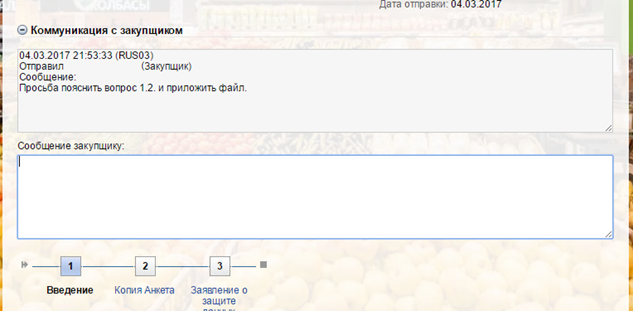 ОЛБАСЫ
Дата отправки: 04.03.2017
Коммуникация с закупщиком
04.03.2017 21:53:33 (RUS03)
Отправил (Закупщик)
Сообщение:
Просьба пояснить вопрос 1.2. и приложить файл.
Сообщение закупщику:
1 2 3
Введение Копия Анкета Заявление о
защите